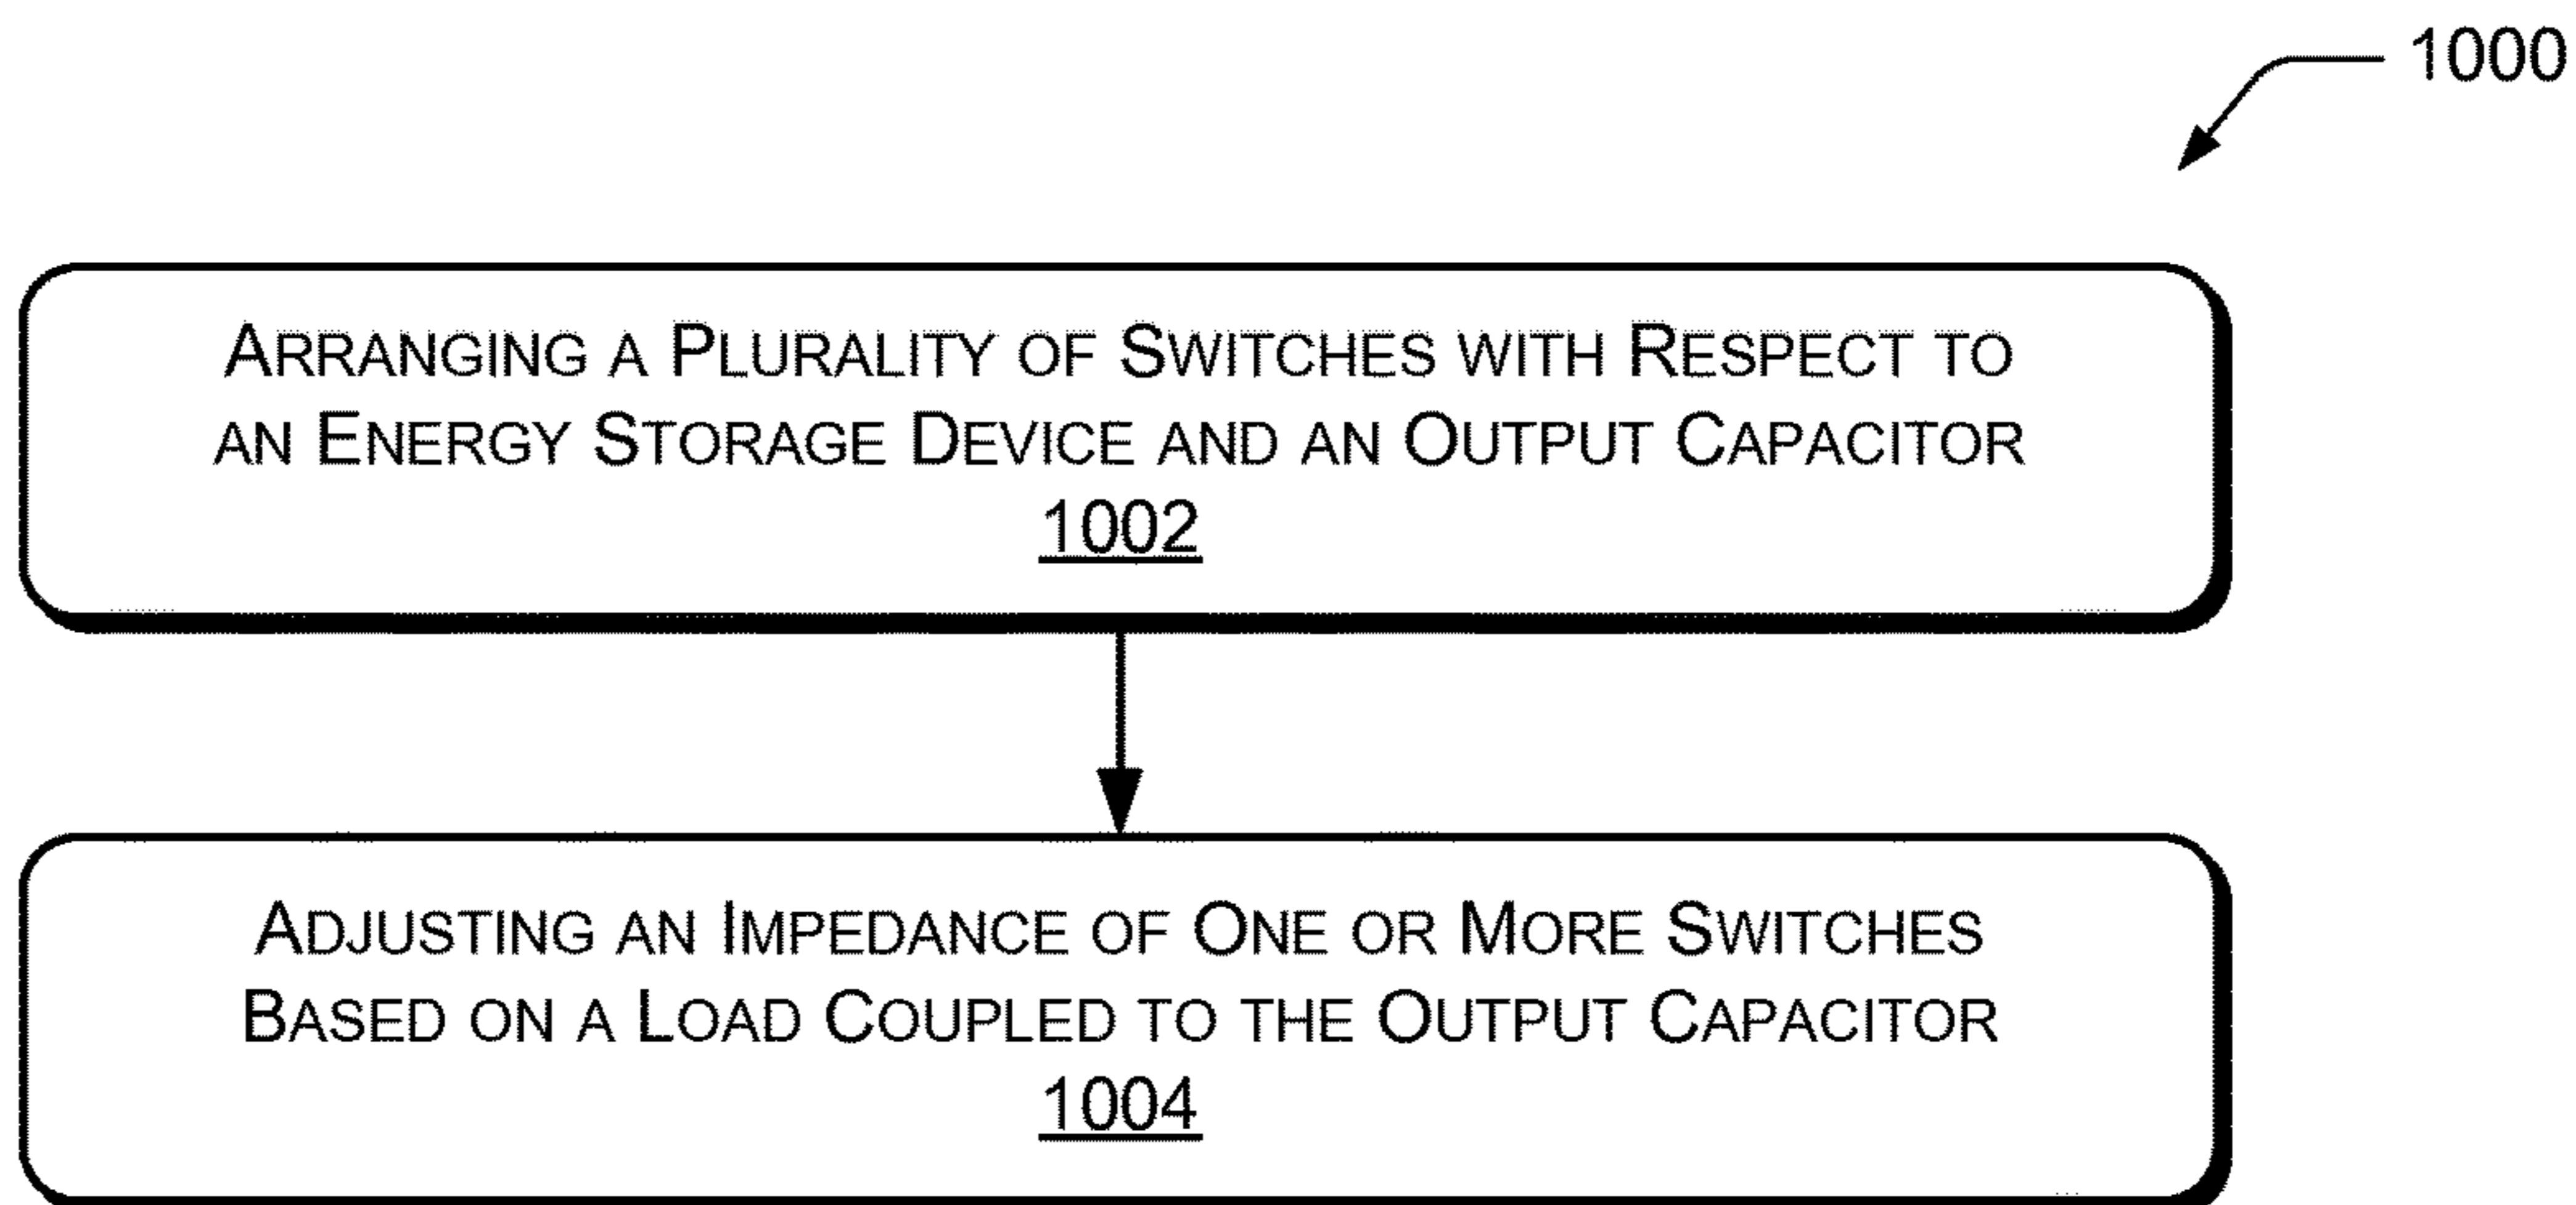 1000
ARRANGING A PLURALITY OF SWITCHES WITH RESPECT TO
AN ENERGY STORAGE DEVICE AND AN OUTPUT CAPACITOR
1002
ADJUSTING AN IMPEDANCE OF ONE OR MORE SWITCHES
BASED ON A LOAD COUPLED TO THE OUTPUT CAPACITOR
1004